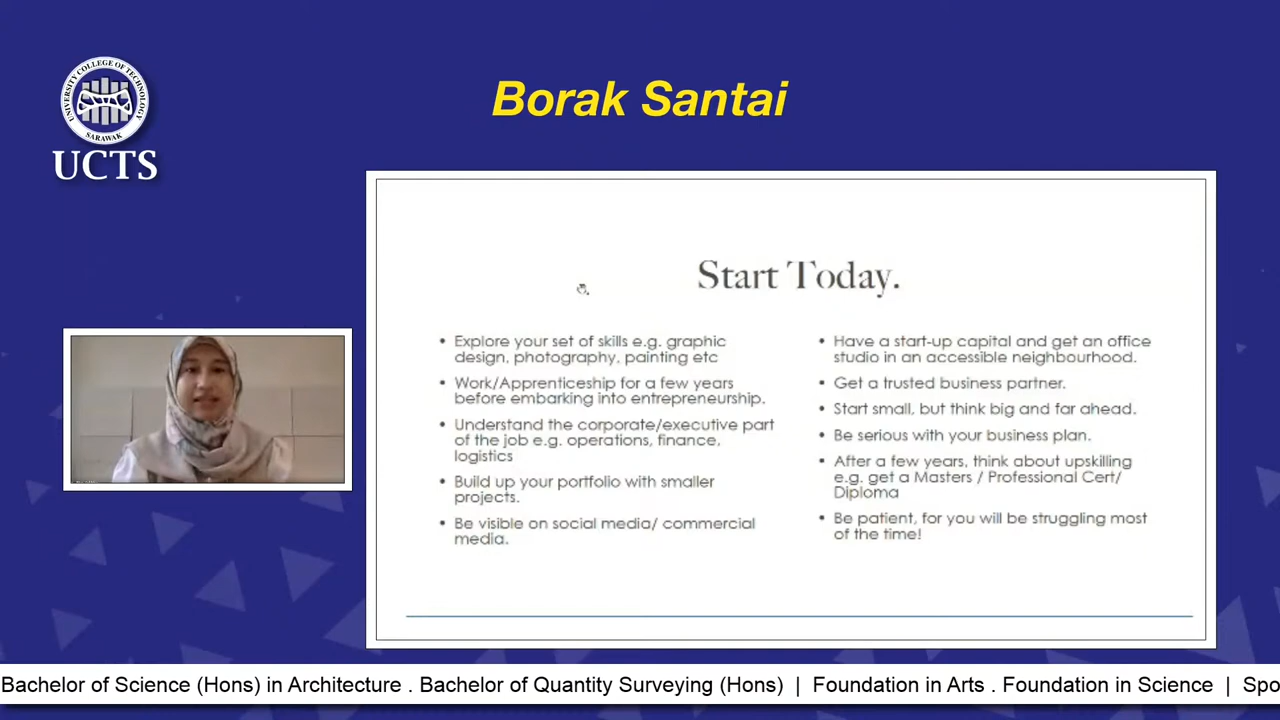 Borak Santai
UNIVERSITY COLLEGE OF TECHNOLOGY
SARAWAK
UCTS
Start Today.
• Explore your set of skills e.g. graphic
design, photography, painting etc
• Work/Apprenticeship for a few years
before embarking into entrepreneurship.
• Understand the corporate/executive part
of the job e.g. operations, finance,
logistics
• Build up your portfolio with smaller
projects.
• Be visible on social media/ commercial
media.
• Have a start-up capital and get an office
studio in an accessible neighbourhood.
• Get a trusted business partner.
• Start small, but think big and far ahead.
• Be serious with your business plan.
• After a few years, think about upskilling
e.g. get a Masters / Professional Cert/
Diploma
• Be patient, for you will be struggling most
of the time!
Bachelor of Science (Hons) in Architecture . Bachelor of Quantity Surveying (Hons) | Foundation in Arts . Foundation in Science | Spo